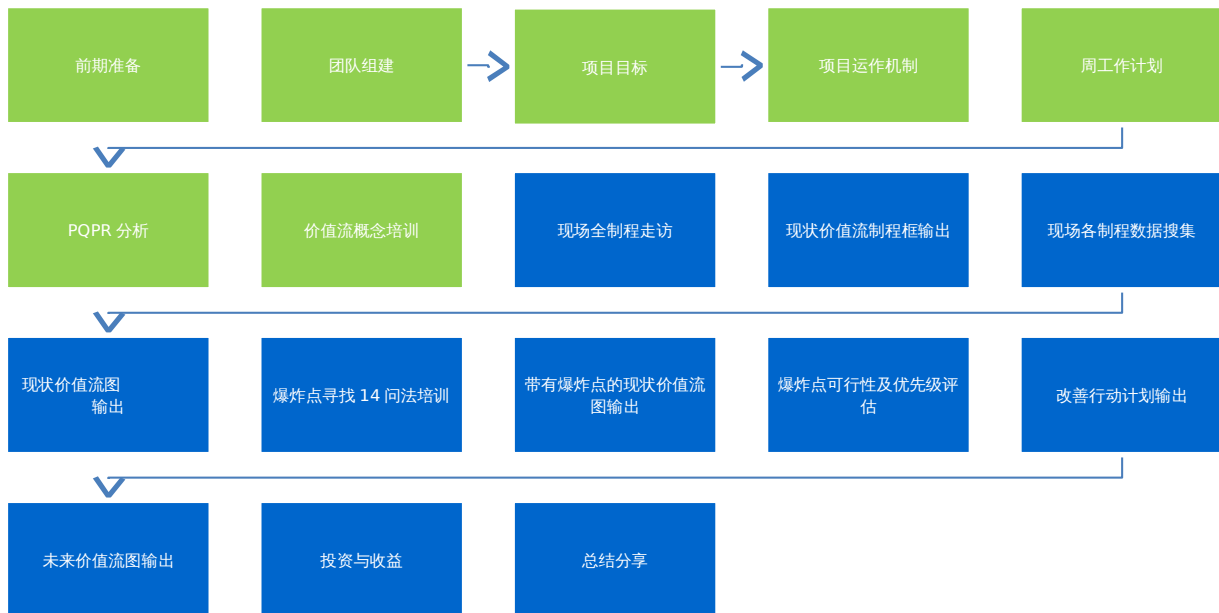 前期准备
团队组建
项目目标
项目运作机制
周工作计划
PQPR 分析
价值流概念培训
现场全制程走访
现状价值流制程框输出
现场各制程数据搜集
现状价值流图
输出
爆炸点寻找 14 问法培训
带有爆炸点的现状价值流
图输出
爆炸点可行性及优先级评
估
改善行动计划输出
未来价值流图输出
投资与收益
总结分享